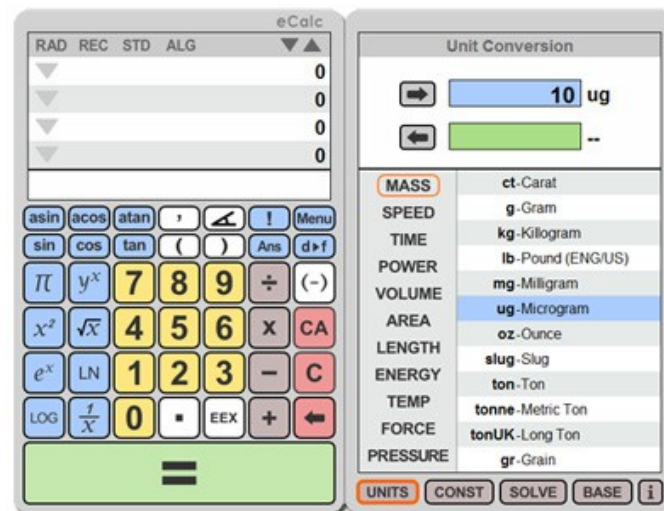 eCalc
RAD REC STD ALG
0
0
0
0
asin acos atan , ! Menu
sin cos tan ( ) Ans d▸f
π yˣ 7 8 9 ÷ (-)
x² √x 4 5 6 x CA
eˣ LN 1 2 3 − C
LOG 1/X 0 . EEX +
=
Unit Conversion
10 ug
--
MASS
SPEED
TIME
POWER
VOLUME
AREA
LENGTH
ENERGY
TEMP
FORCE
PRESSURE
ct-Carat
g-Gram
kg-Killogram
lb-Pound (ENG/US)
mg-Milligram
ug-Microgram
oz-Ounce
slug-Slug
ton-Ton
tonne-Metric Ton
tonUK-Long Ton
gr-Grain
UNITS CONST SOLVE BASE i